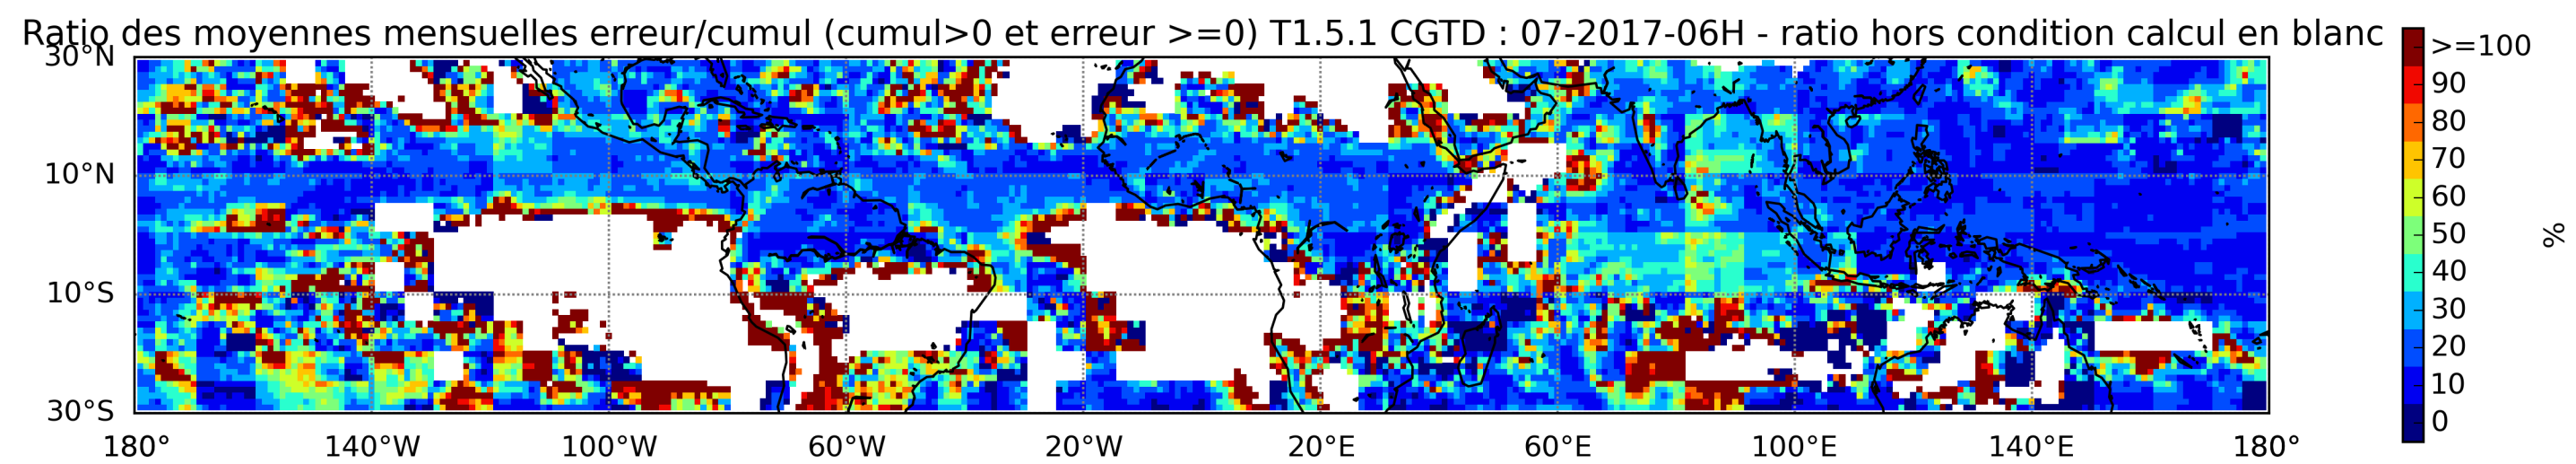 Ratio des moyennes mensuelles erreur/cumul (cumul>0 et erreur >=0) T1.5.1 CGTD : 07-2017-06H - ratio hors condition calcul en blanc
30°N
10°N
10°S
30°S
180° 140°W 100°W 60°W 20°W 20°E 60°E 100°E 140°E 180°
>=100
90
80
70
60
50
40
30
20
10
0
%